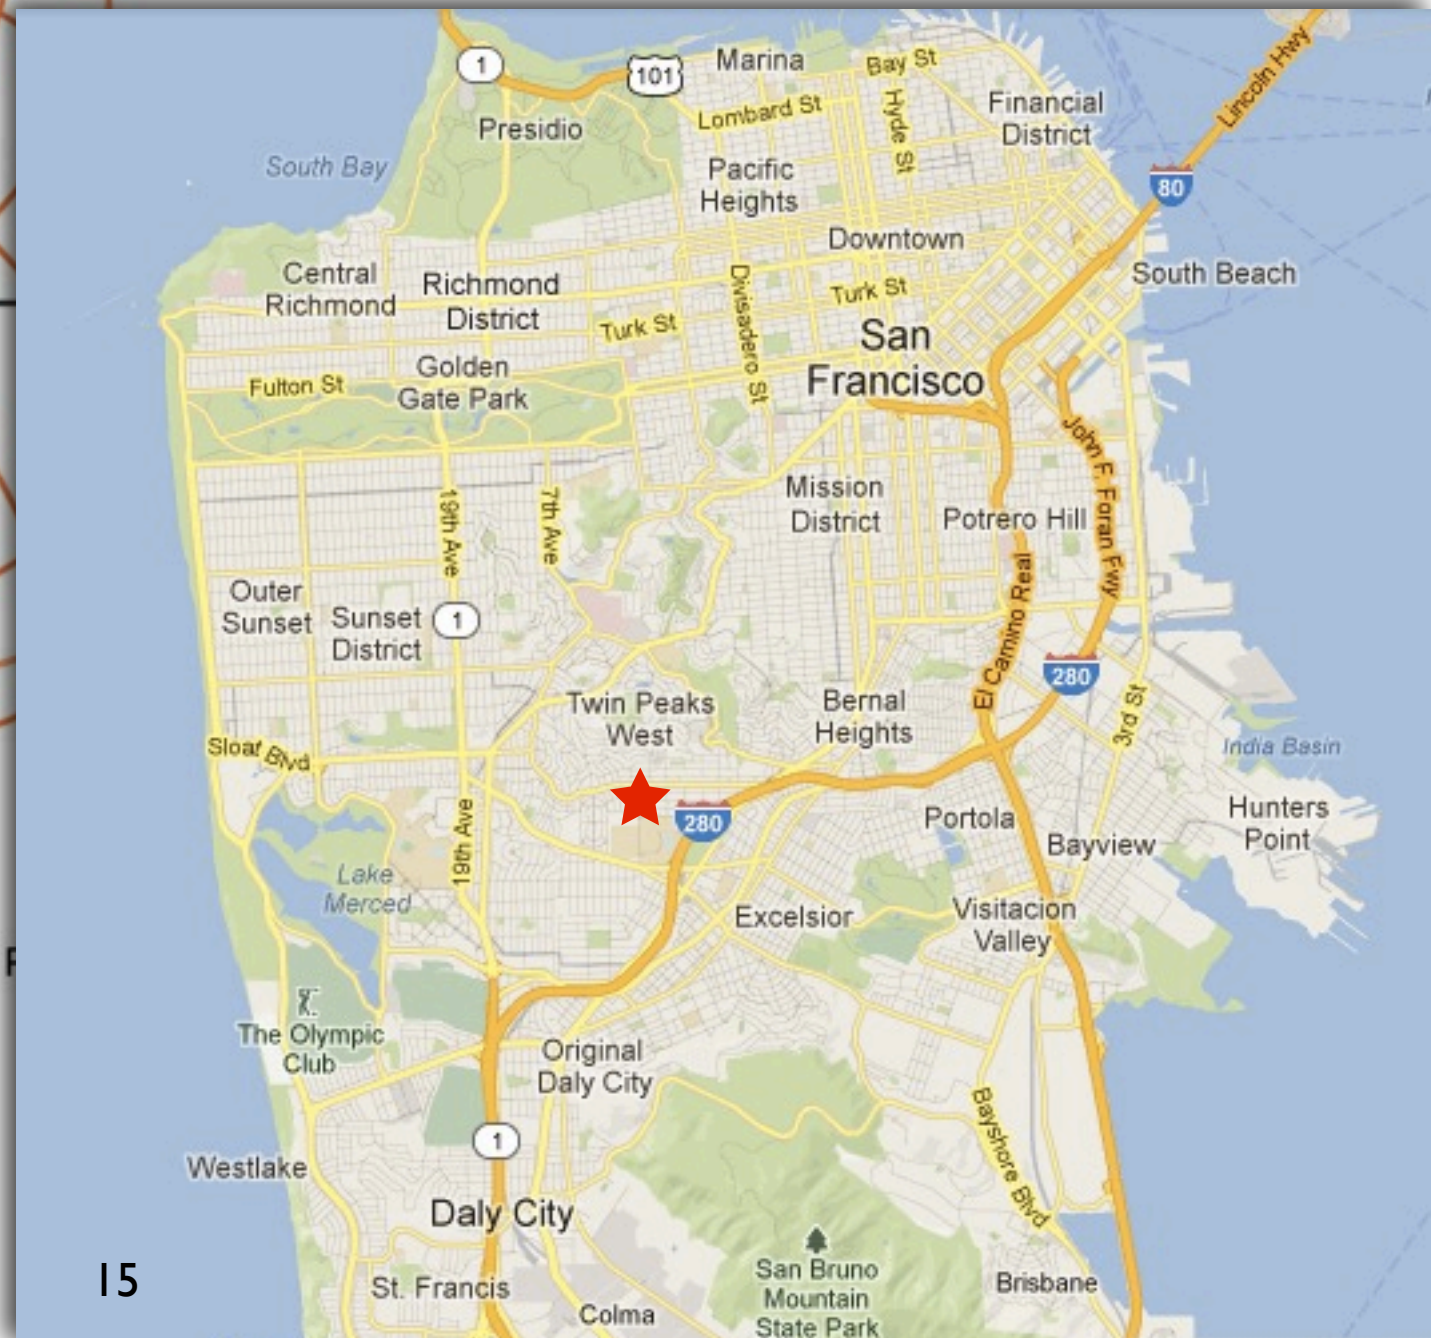 1
101
Marina
Bay St
Lincoln Hwy
Lombard St
Hyde St
Financial
District
Presidio
South Bay
Pacific
Heights
80
Downtown
South Beach
Central
Richmond
Richmond
District
Divisadero St
Turk St
Turk St
San
Francisco
Golden
Gate Park
Fulton St
John F. Foran Fwy
19th Ave
7th Ave
Mission
District
Potrero Hill
El Camino Real
Outer
Sunset
Sunset
District
1
280
Twin Peaks
West
Bernal
Heights
3rd St
Sloat Blvd
India Basin
280
Portola
Hunters
Point
Bayview
19th Ave
Lake
Merced
Excelsior
Visitacion
Valley
The Olympic
Club
Original
Daly City
Bayshore Blvd
1
Westlake
Daly City
15
St. Francis
Colma
San Bruno
Mountain
State Park
Brisbane